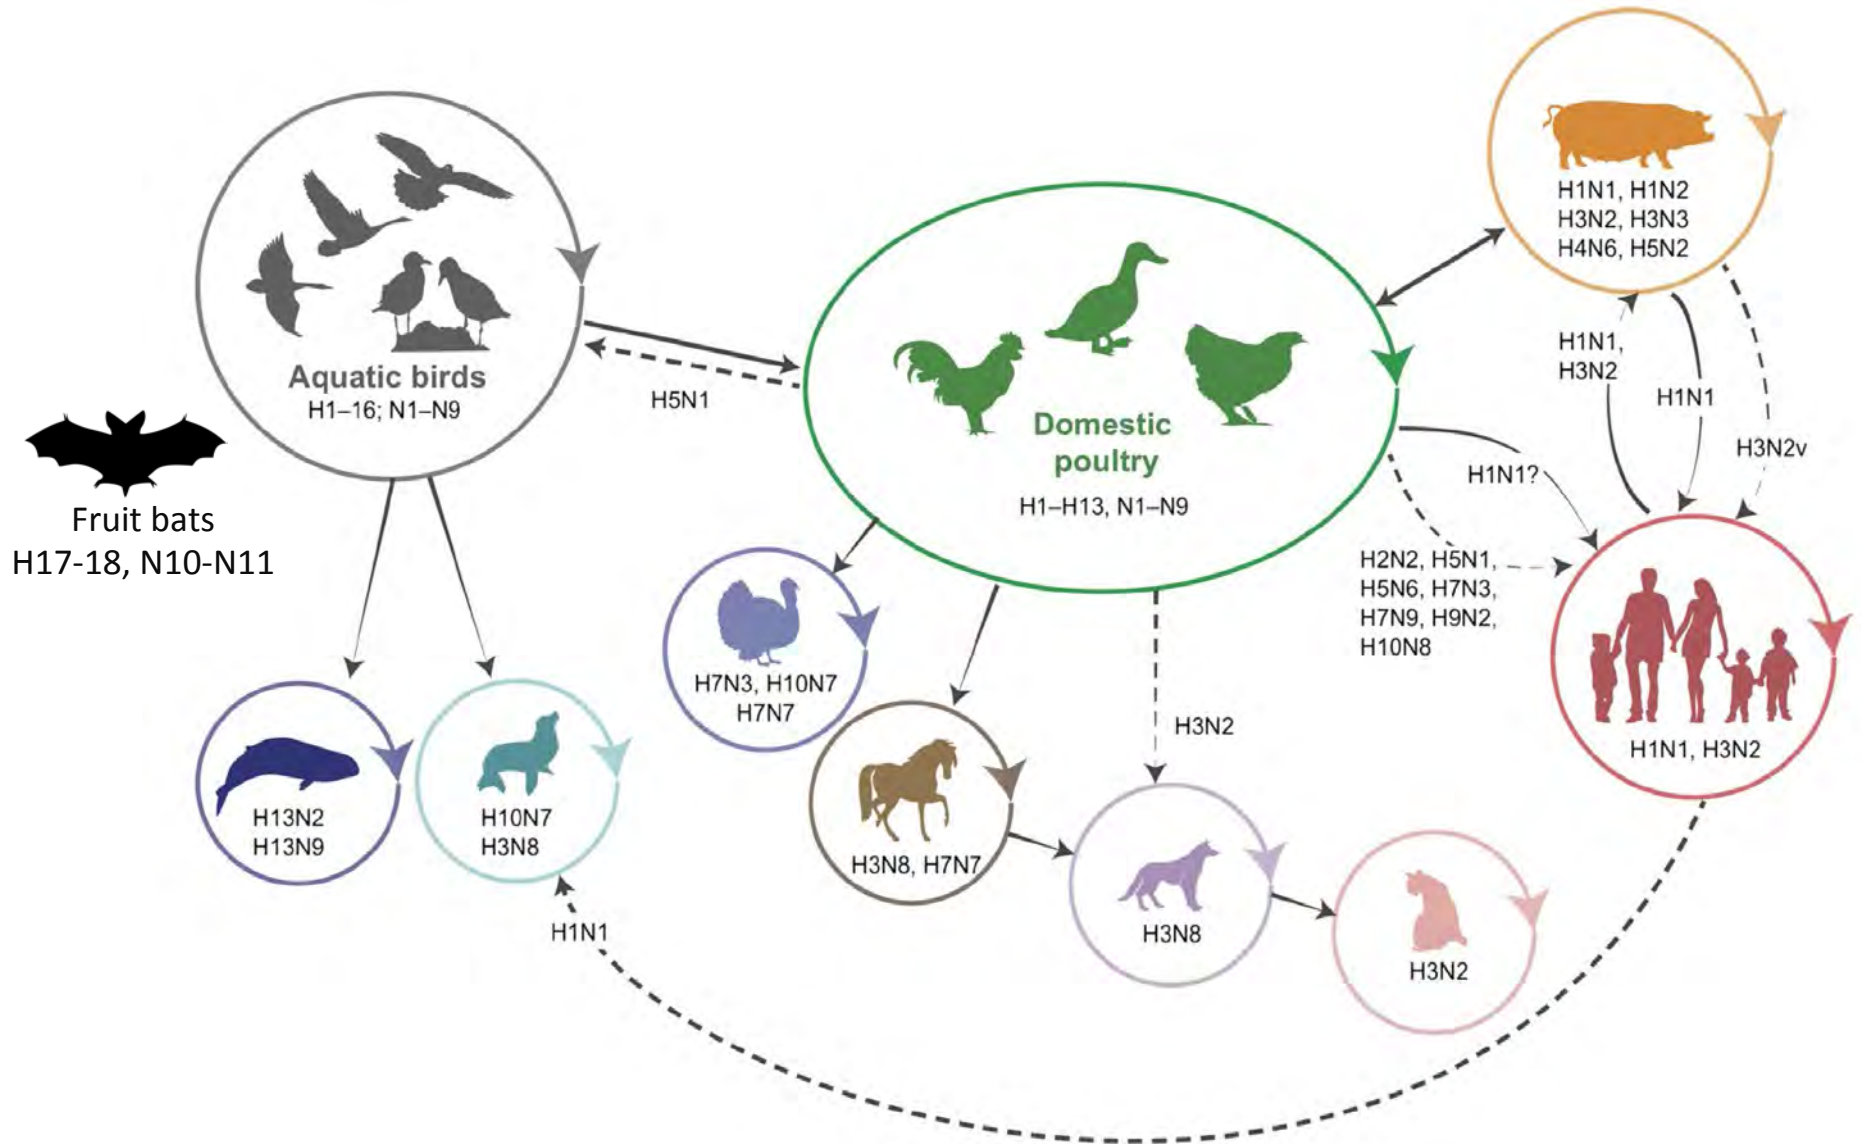 Aquatic birds
H1–16; N1–N9
Fruit bats
H17-18, N10-N11
H5N1
Domestic
poultry
H1–H13, N1–N9
H1N1, H1N2
H3N2, H3N3
H4N6, H5N2
H1N1,
H3N2
H1N1
H3N2v
H1N1?
H2N2, H5N1,
H5N6, H7N3,
H7N9, H9N2,
H10N8
H1N1, H3N2
H7N3, H10N7
H7N7
H3N2
H13N2
H13N9
H10N7
H3N8
H3N8, H7N7
H3N8
H3N2
H1N1